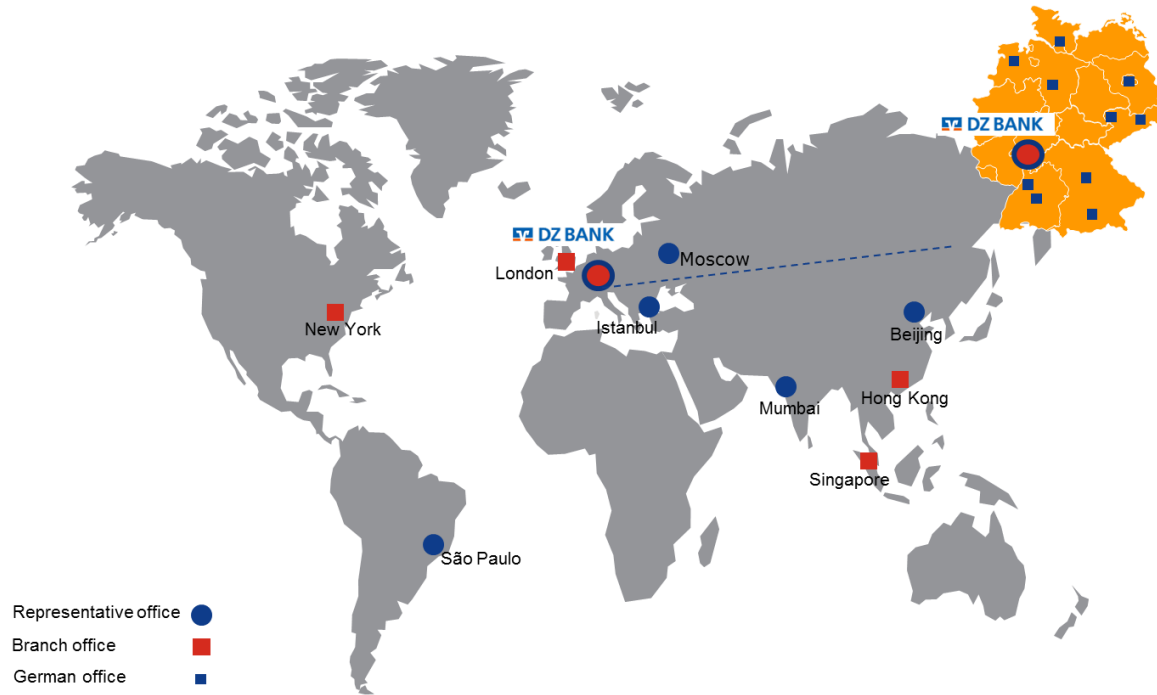 DZ BANK
DZ BANK
London
Moscow
New York
Istanbul
Beijing
Mumbai
Hong Kong
Singapore
São Paulo
Representative office
Branch office
German office